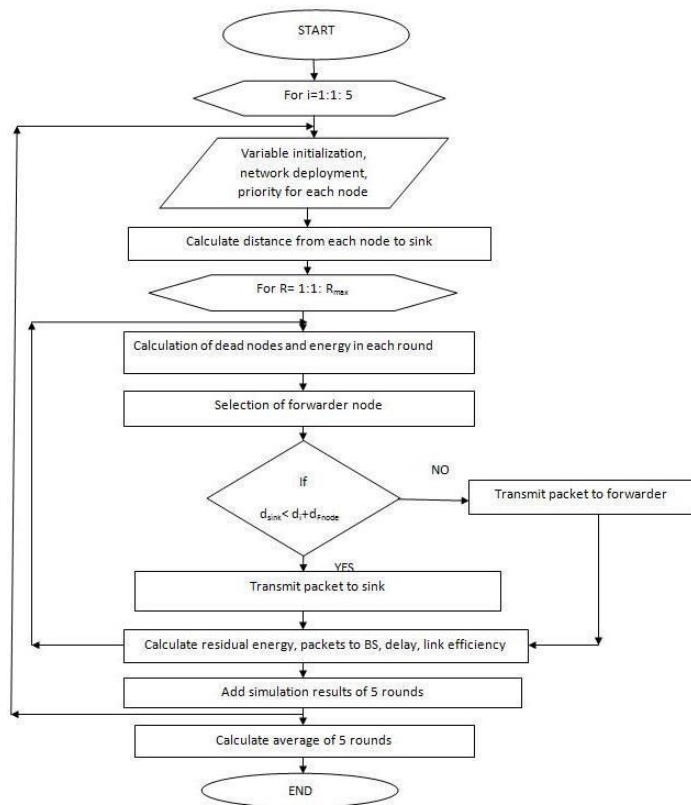 START
For i=1:1: 5
Variable initialization,
network deployment,
priority for each node
Calculate distance from each node to sink
For R= 1:1: Rmax
Calculation of dead nodes and energy in each round
Selection of forwarder node
If
dsink< di+dFnode
NO
Transmit packet to forwarder
YES
Transmit packet to sink
Calculate residual energy, packets to BS, delay, link efficiency
Add simulation results of 5 rounds
Calculate average of 5 rounds
END